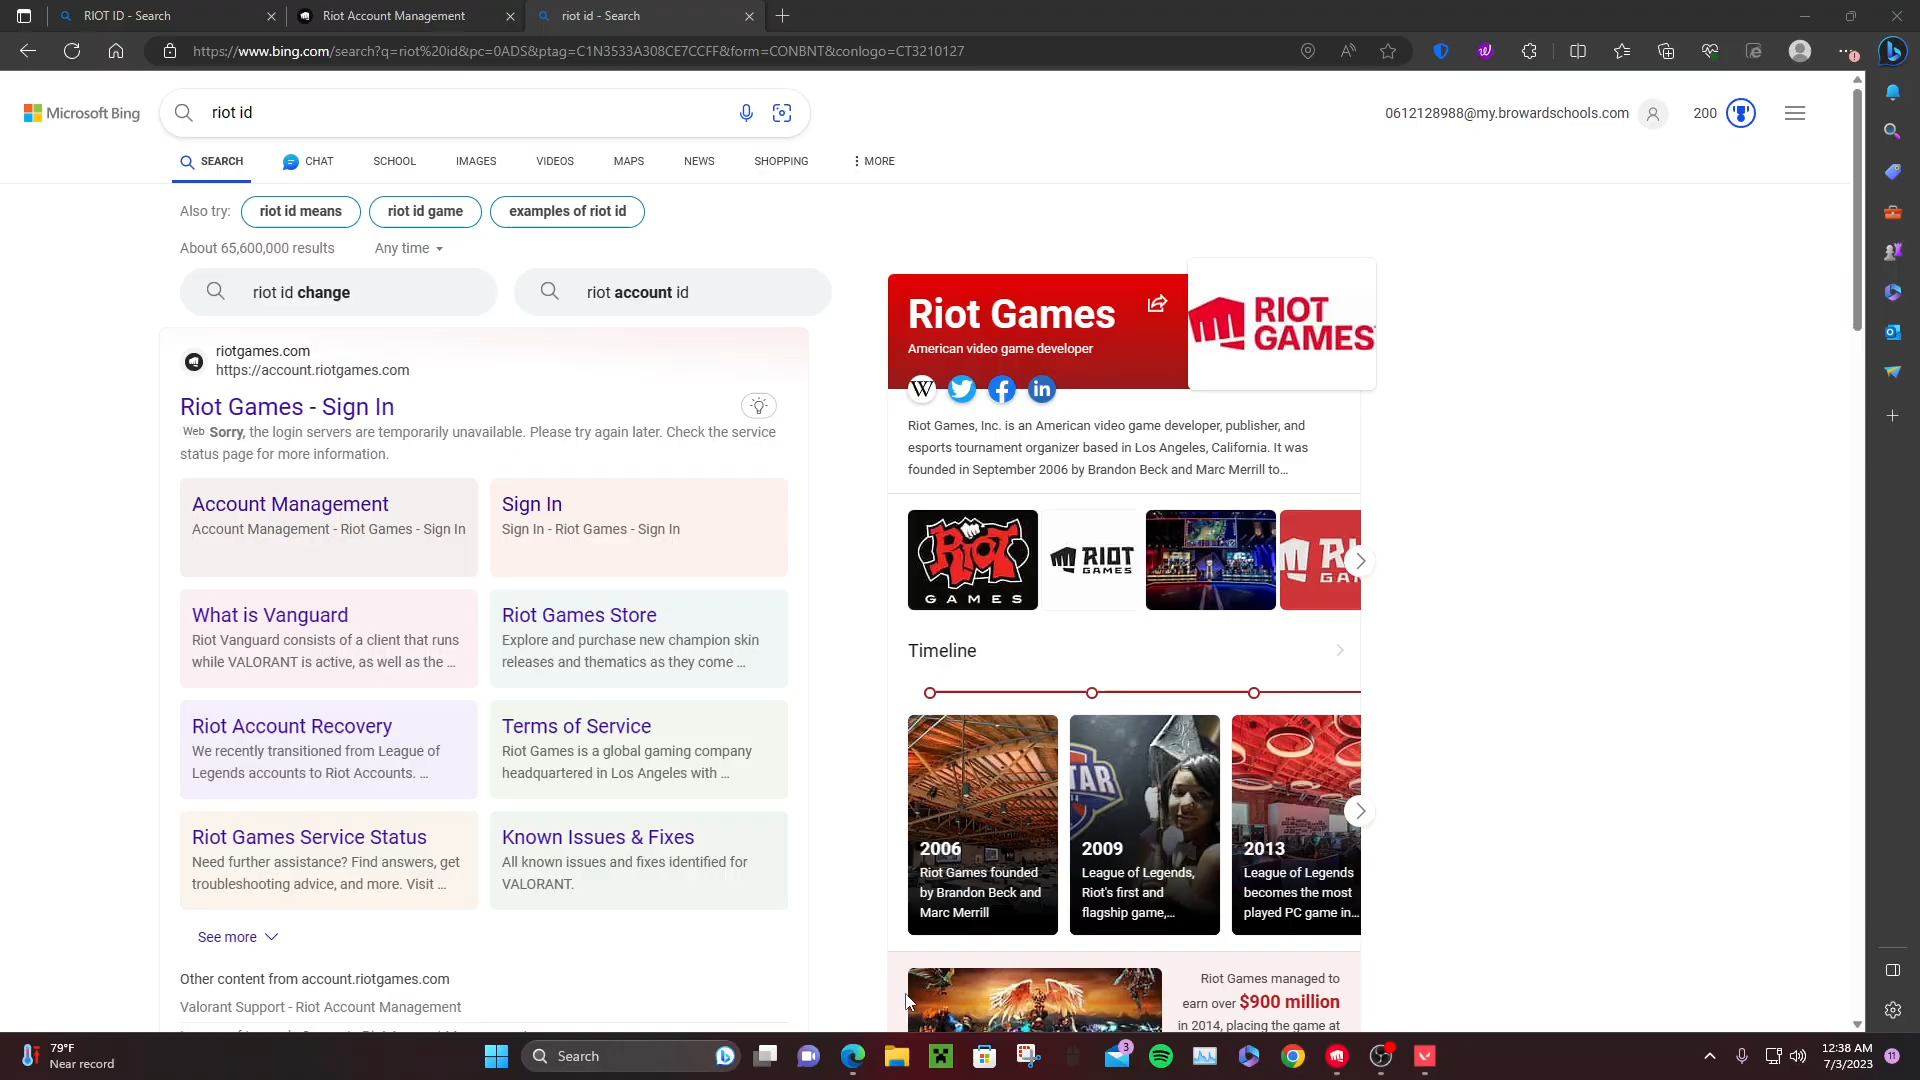 RIOT ID - Search
Riot Account Management
riot id - Search
https://www.bing.com/search?q=riot%20id&pc=0ADS&ptag=C1N3533A308CE7CCFF&form=CONBNT&conlogo=CT3210127
Microsoft Bing
riot id
0612128988@my.browardschools.com
200
SEARCH
CHAT
SCHOOL
IMAGES
VIDEOS
MAPS
NEWS
SHOPPING
MORE
Also try:
riot id means
riot id game
examples of riot id
About 65,600,000 results
Any time
riot id change
riot account id
riotgames.com
https://account.riotgames.com
Riot Games - Sign In
Web Sorry, the login servers are temporarily unavailable. Please try again later. Check the service
status page for more information.
Account Management
Account Management - Riot Games - Sign In
Sign In
Sign In - Riot Games - Sign In
What is Vanguard
Riot Vanguard consists of a client that runs
while VALORANT is active, as well as the ...
Riot Games Store
Explore and purchase new champion skin
releases and thematics as they come ...
Riot Account Recovery
We recently transitioned from League of
Legends accounts to Riot Accounts. ...
Terms of Service
Riot Games is a global gaming company
headquartered in Los Angeles with ...
Riot Games Service Status
Need further assistance? Find answers, get
troubleshooting advice, and more. Visit ...
Known Issues & Fixes
All known issues and fixes identified for
VALORANT.
See more
Other content from account.riotgames.com
Valorant Support - Riot Account Management
Riot Games
American video game developer
RIOT
GAMES
W
in
Riot Games, Inc. is an American video game developer, publisher, and
esports tournament organizer based in Los Angeles, California. It was
founded in September 2006 by Brandon Beck and Marc Merrill to...
RIOT
GAMES
RIOT
GAMES
Timeline
2006
Riot Games founded
by Brandon Beck and
Marc Merrill
2009
League of Legends,
Riot's first and
flagship game,...
2013
League of Legends
becomes the most
played PC game in...
Riot Games managed to
earn over $900 million
in 2014, placing the game at
79°F
Near record
Search
3
12:38 AM
7/3/2023
11